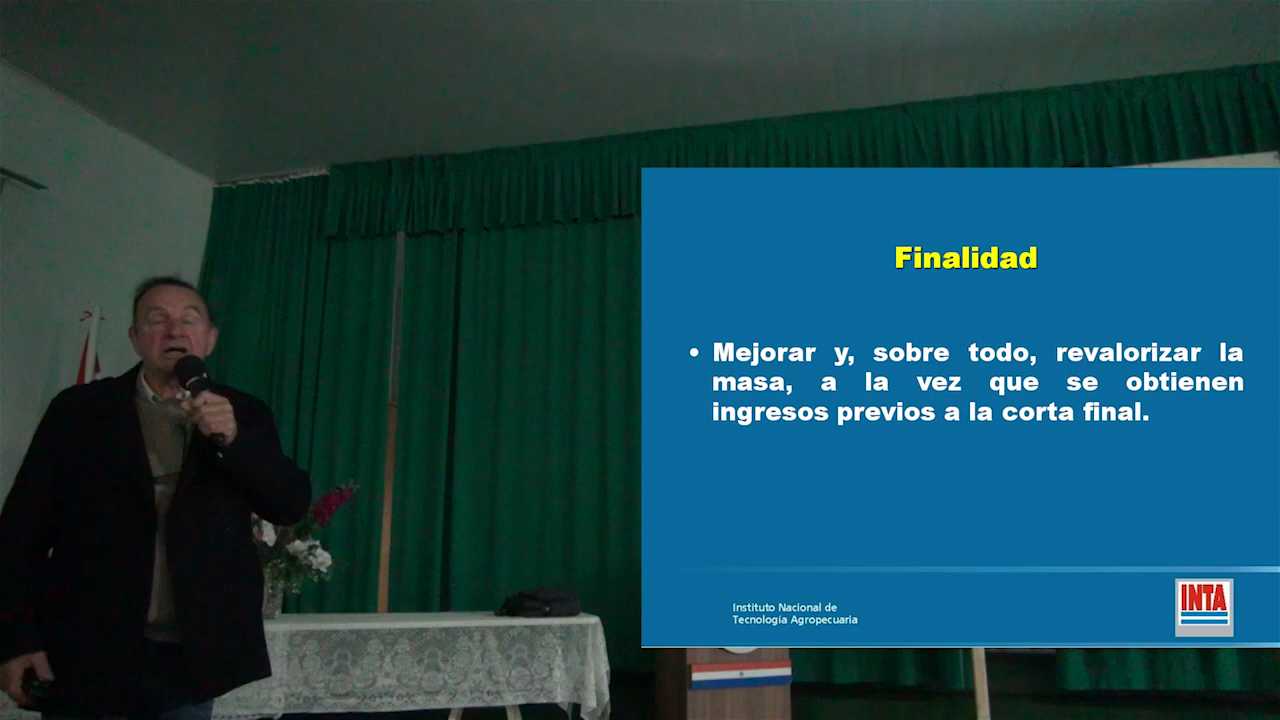 Finalidad
• Mejorar y, sobre todo, revalorizar la
masa, a la vez que se obtienen
ingresos previos a la corta final.
Instituto Nacional de
Tecnología Agropecuaria
INTA